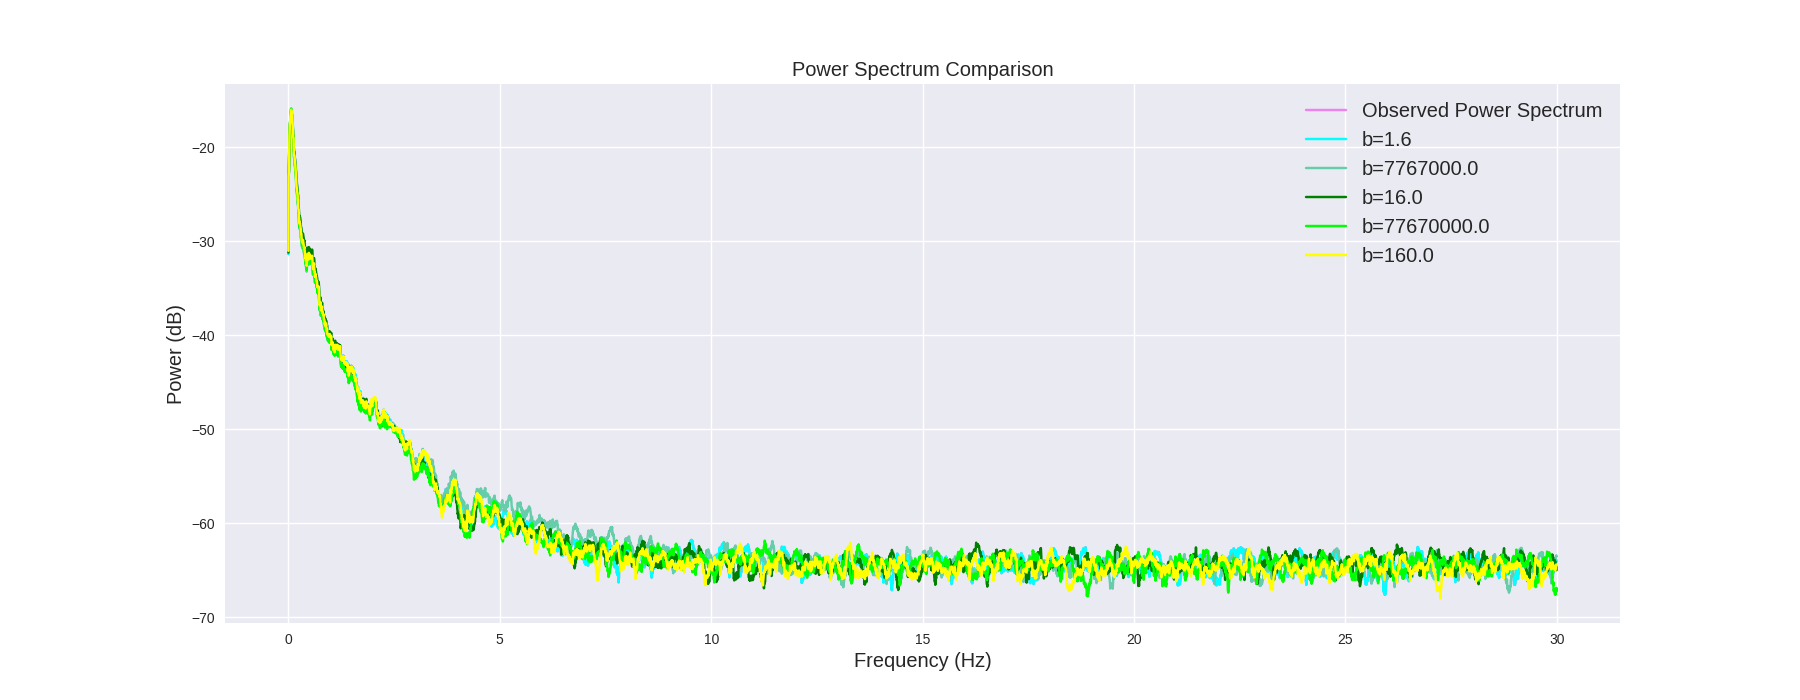 Power Spectrum Comparison
Observed Power Spectrum
b=1.6
b=7767000.0
b=16.0
b=77670000.0
b=160.0
Power (dB)
−20
−30
−40
−50
−60
−70
0 5 10 15 20 25 30
Frequency (Hz)